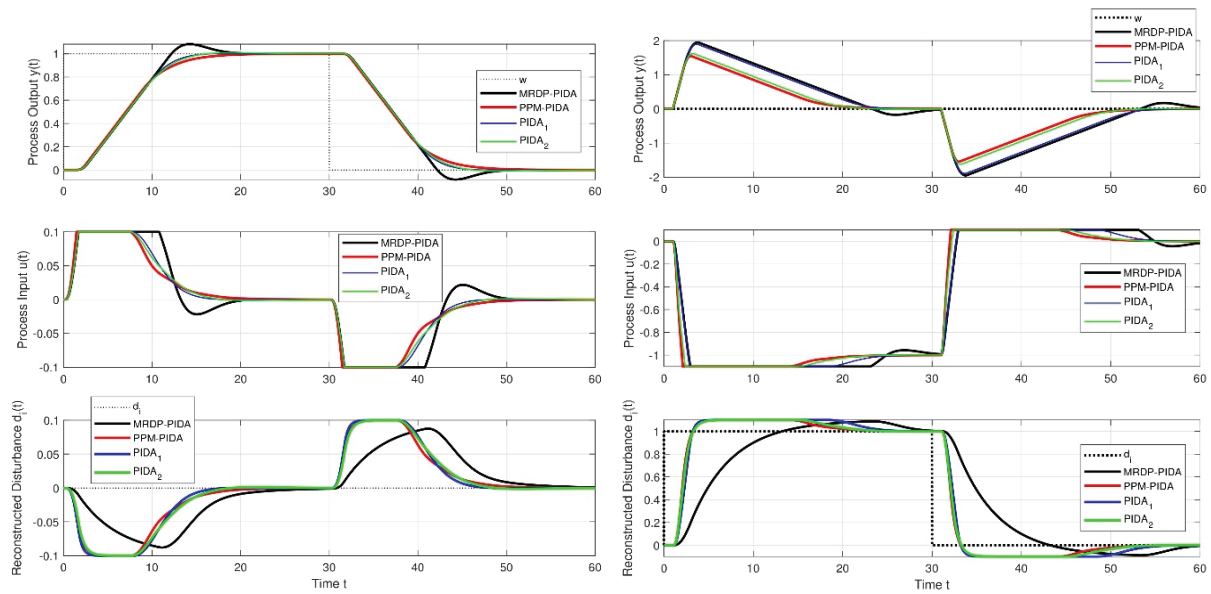 Process Output y(t)
1
0.8
0.6
0.4
0.2
0
w
MRDP-PIDA
PPM-PIDA
PIDA1
PIDA2
0 10 20 30 40 50 60
Process Input u(t)
0.1
0.05
0
-0.05
-0.1
MRDP-PIDA
PPM-PIDA
PIDA1
PIDA2
0 10 20 30 40 50 60
Reconstructed Disturbance di(t)
0.1
0.05
0
-0.05
-0.1
di
MRDP-PIDA
PPM-PIDA
PIDA1
PIDA2
0 10 20 30 40 50 60
Time t
Process Output y(t)
2
1
0
-1
-2
w
MRDP-PIDA
PPM-PIDA
PIDA1
PIDA2
0 10 20 30 40 50 60
Process Input u(t)
0
-0.2
-0.4
-0.6
-0.8
-1
MRDP-PIDA
PPM-PIDA
PIDA1
PIDA2
0 10 20 30 40 50 60
Reconstructed Disturbance di(t)
1
0.8
0.6
0.4
0.2
0
di
MRDP-PIDA
PPM-PIDA
PIDA1
PIDA2
0 10 20 30 40 50 60
Time t